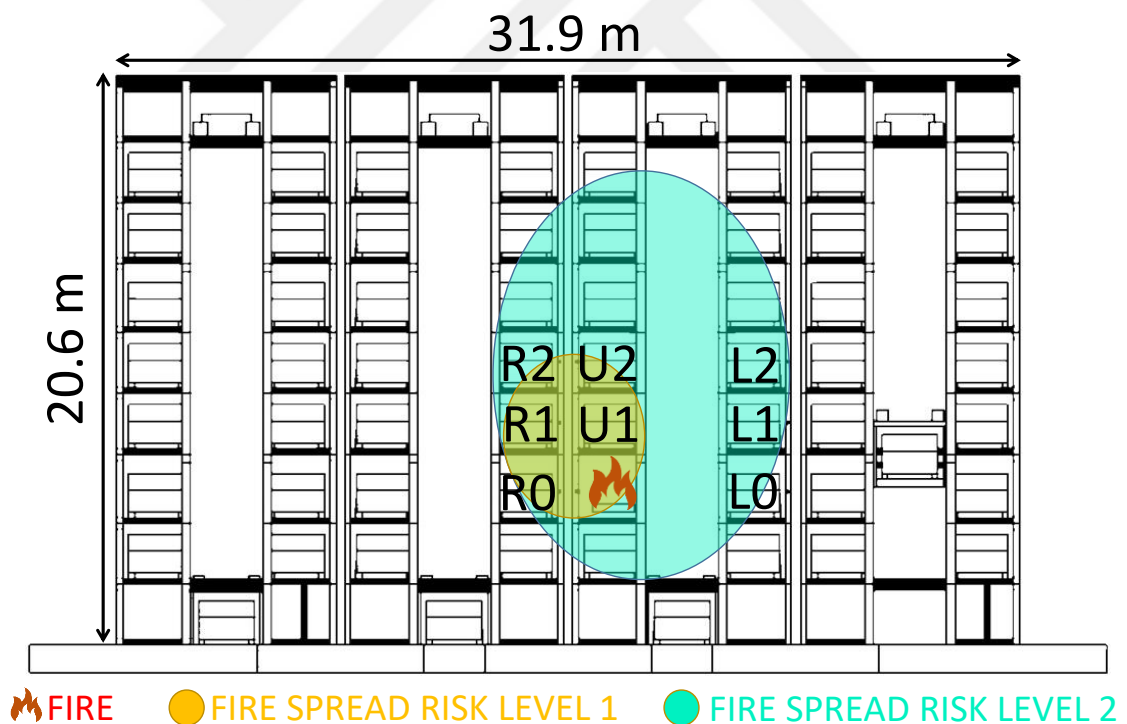 31.9 m
20.6 m
R2 U2 L2
R1 U1 L1
R0 L0
FIRE FIRE SPREAD RISK LEVEL 1 FIRE SPREAD RISK LEVEL 2